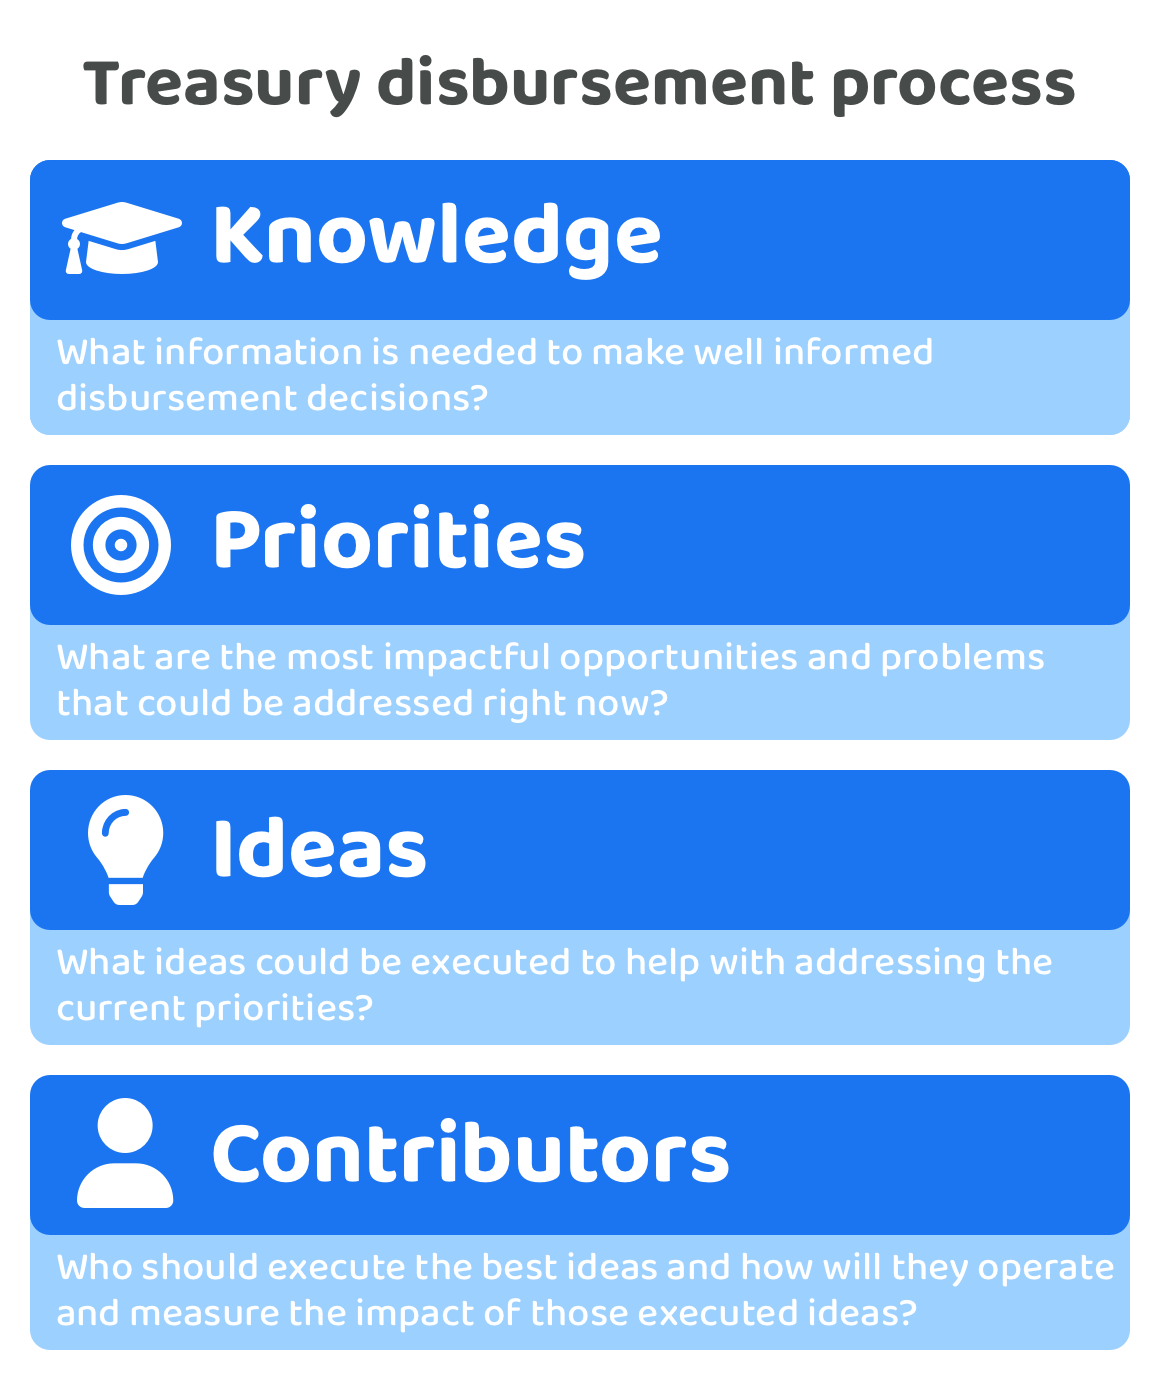 Treasury disbursement process
Knowledge
What information is needed to make well informed
disbursement decisions?
Priorities
What are the most impactful opportunities and problems
that could be addressed right now?
Ideas
What ideas could be executed to help with addressing the
current priorities?
Contributors
Who should execute the best ideas and how will they operate
and measure the impact of those executed ideas?